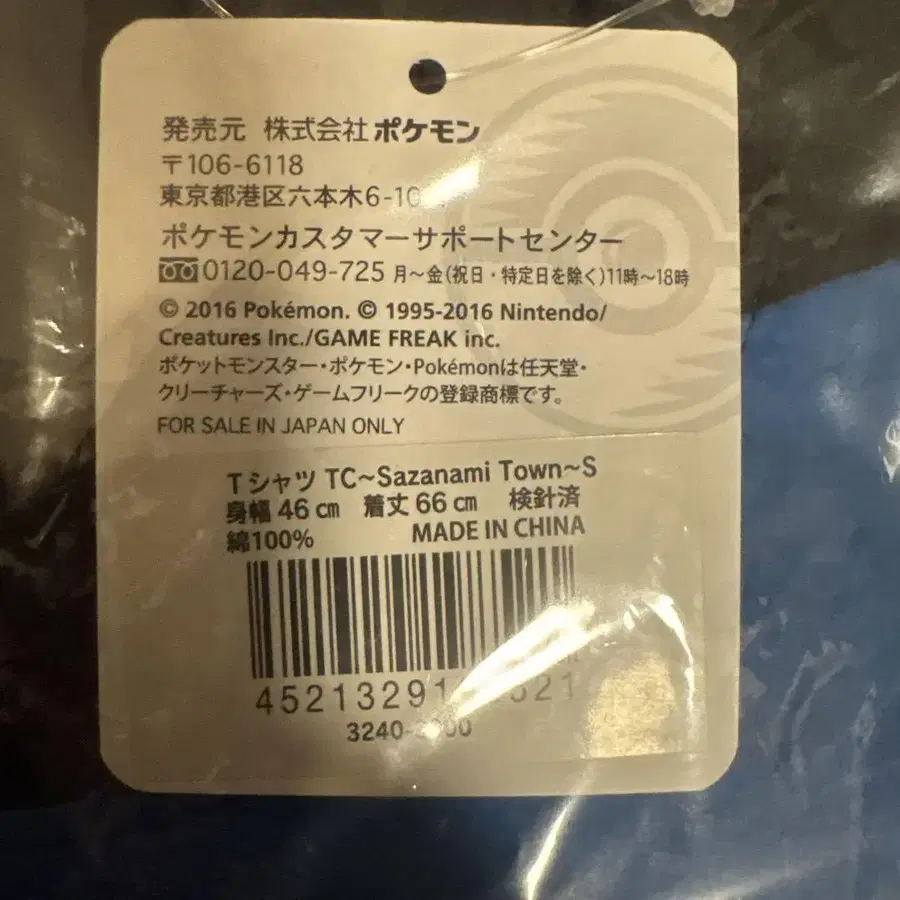 発売元 株式会社ポケモン
〒106-6118
東京都港区六本木6-10
ポケモンカスタマーサポートセンター
0120-049-725 月～金(祝日・特定日を除く)11時～18時
© 2016 Pokémon. © 1995-2016 Nintendo/
Creatures Inc./GAME FREAK inc.
ポケットモンスター・ポケモン・Pokémonは任天堂・
クリーチャーズ・ゲームフリークの登録商標です。
FOR SALE IN JAPAN ONLY
Tシャツ TC~Sazanami Town~S
身幅 46 cm 着丈 66 cm 検針済
綿100% MADE IN CHINA